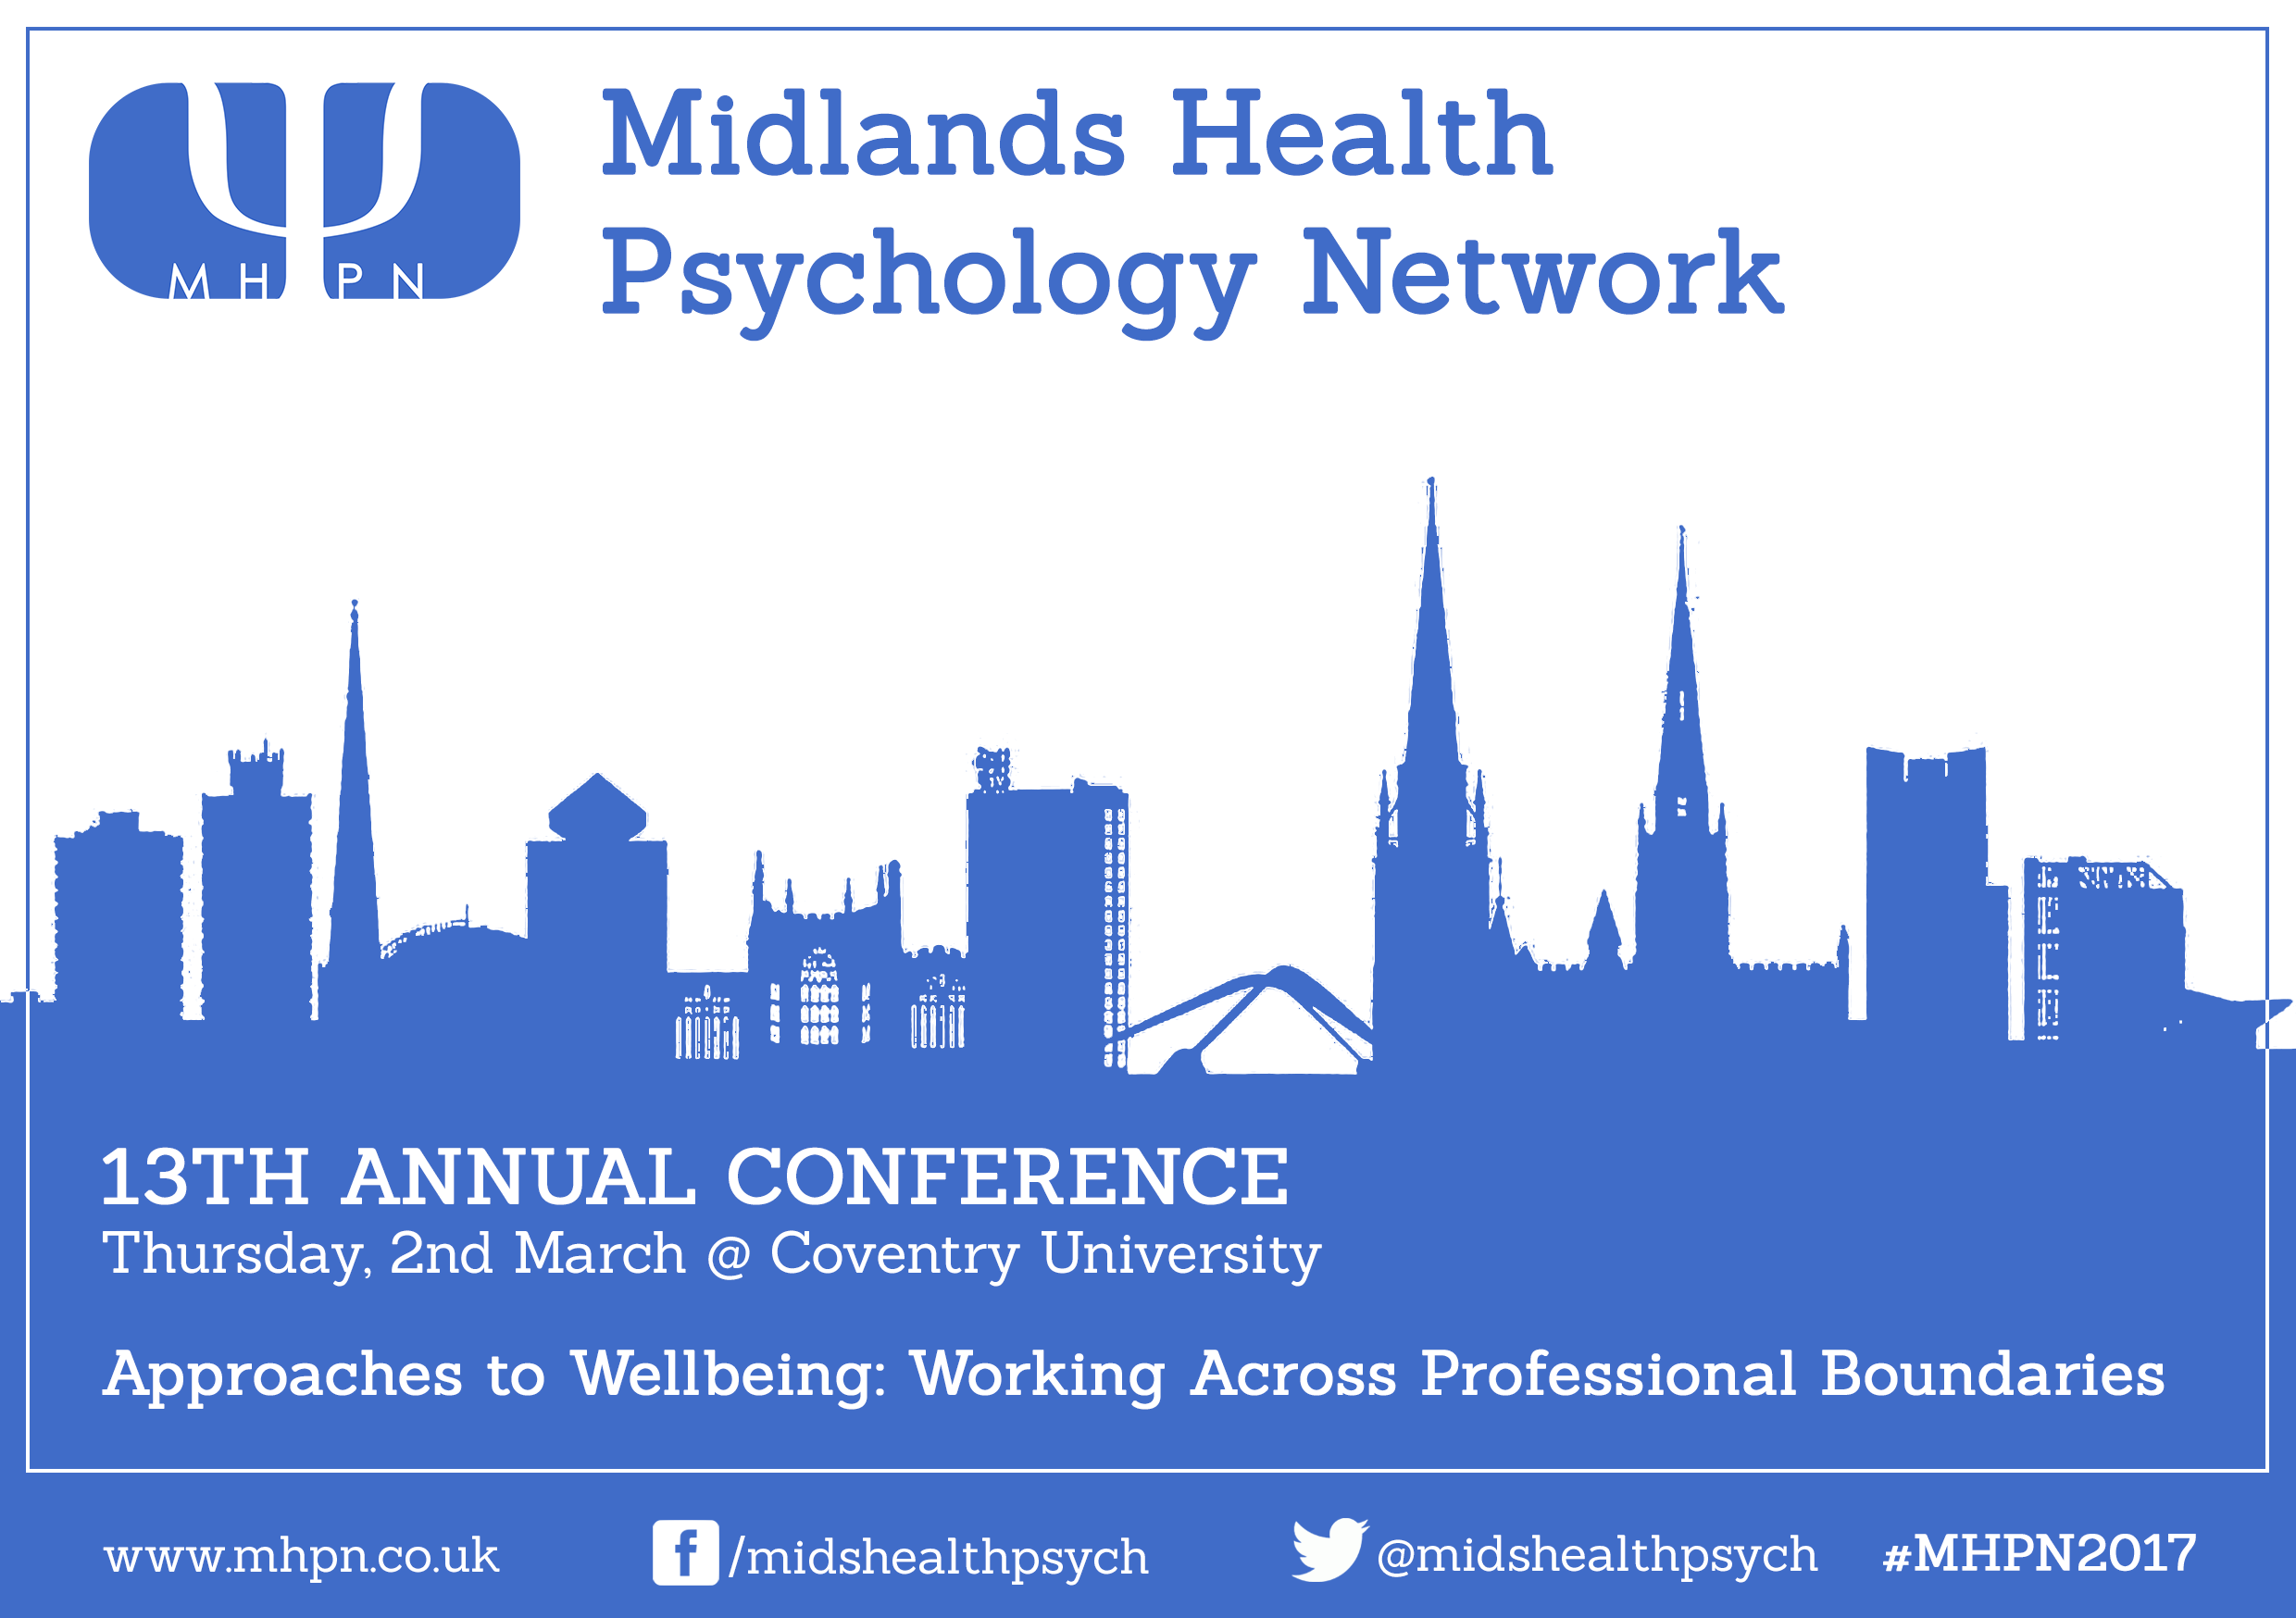 MHPN
Midlands Health
Psychology Network
13TH ANNUAL CONFERENCE
Thursday, 2nd March @ Coventry University
Approaches to Wellbeing: Working Across Professional Boundaries
www.mhpn.co.uk
f /midshealthpsych
@midshealthpsych
#MHPN2017